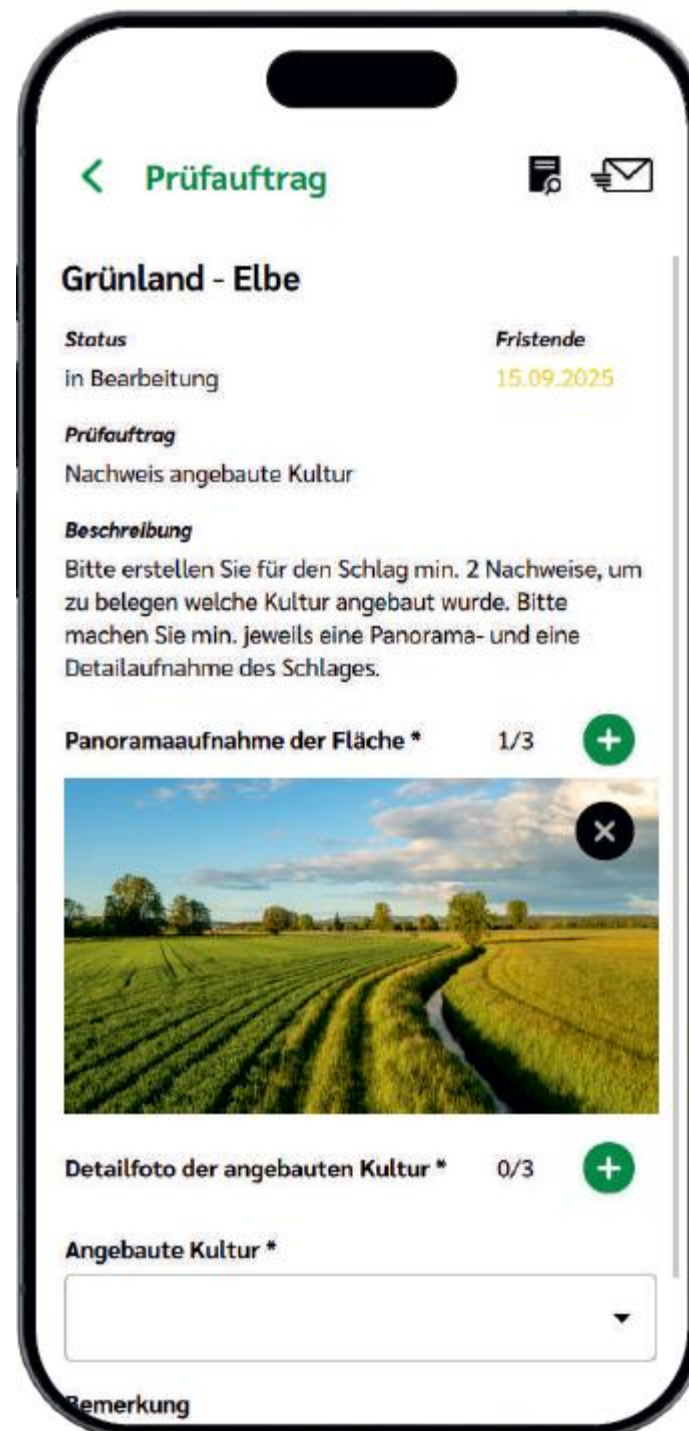 Prüfauftrag
Grünland - Elbe
Status Fristende
in Bearbeitung 15.09.2025
Prüfauftrag
Nachweis angebaute Kultur
Beschreibung
Bitte erstellen Sie für den Schlag min. 2 Nachweise, um
zu belegen welche Kultur angebaut wurde. Bitte
machen Sie min. jeweils eine Panorama- und eine
Detailaufnahme des Schlages.
Panoramaaufnahme der Fläche * 1/3
Detailfoto der angebauten Kultur * 0/3
Angebaute Kultur *
Bemerkung